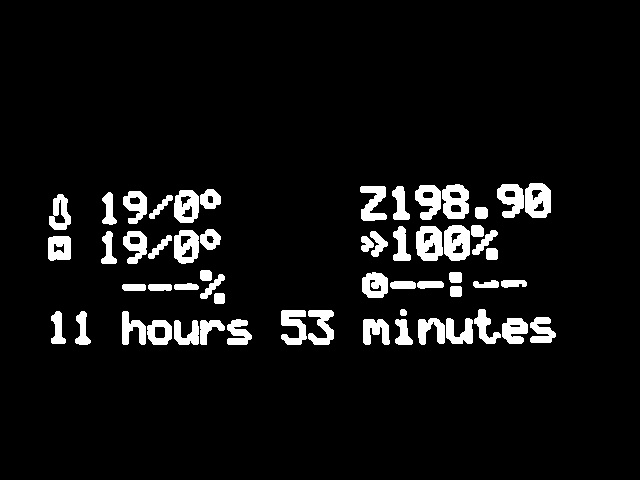 19/0° Z198.90
19/0° »100%
---% --:--
11 hours 53 minutes